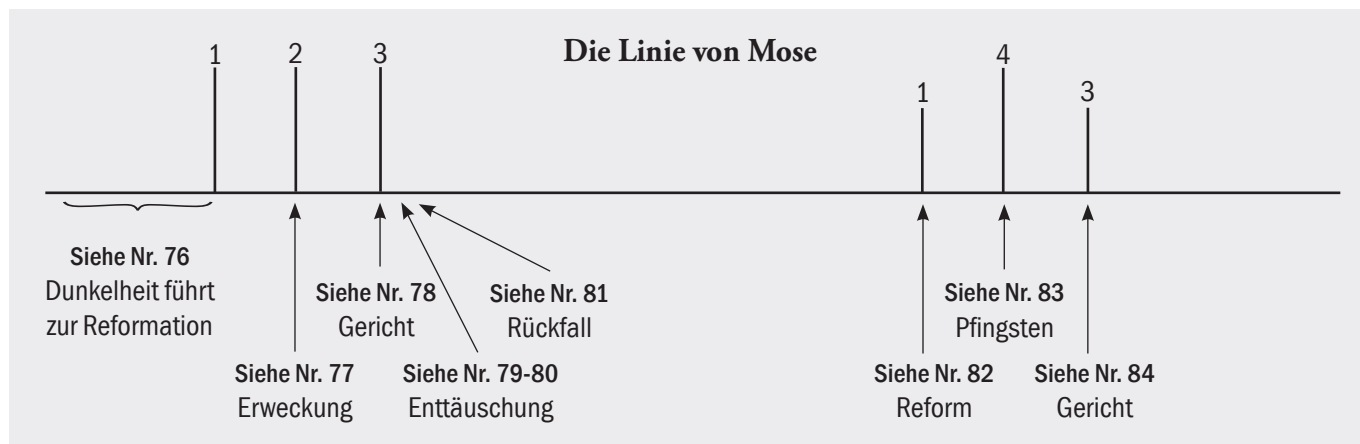 Die Linie von Mose
1
2
3
1
4
3
Siehe Nr. 76
Dunkelheit führt
zur Reformation
Siehe Nr. 77
Erweckung
Siehe Nr. 78
Gericht
Siehe Nr. 79-80
Enttäuschung
Siehe Nr. 81
Rückfall
Siehe Nr. 82
Reform
Siehe Nr. 83
Pfingsten
Siehe Nr. 84
Gericht